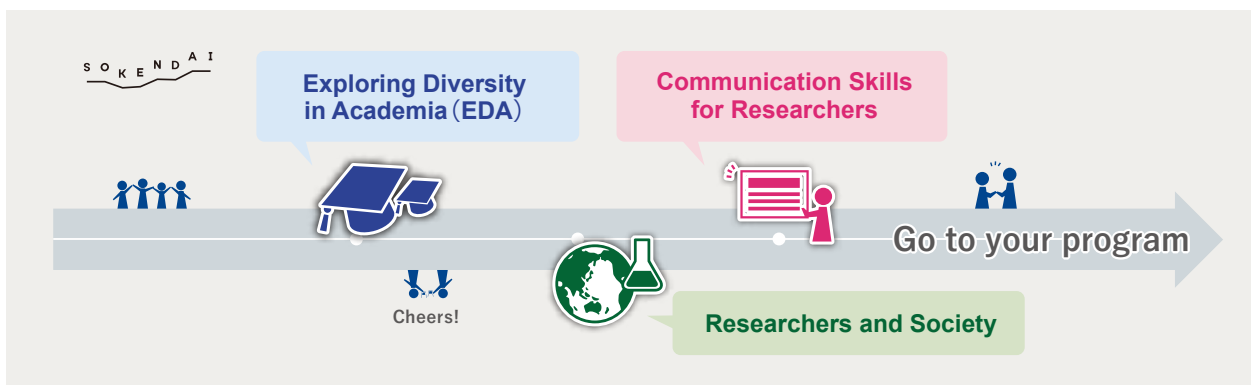 SOKENDAI
Exploring Diversity
in Academia（EDA）
Communication Skills
for Researchers
Go to your program
Cheers!
Researchers and Society